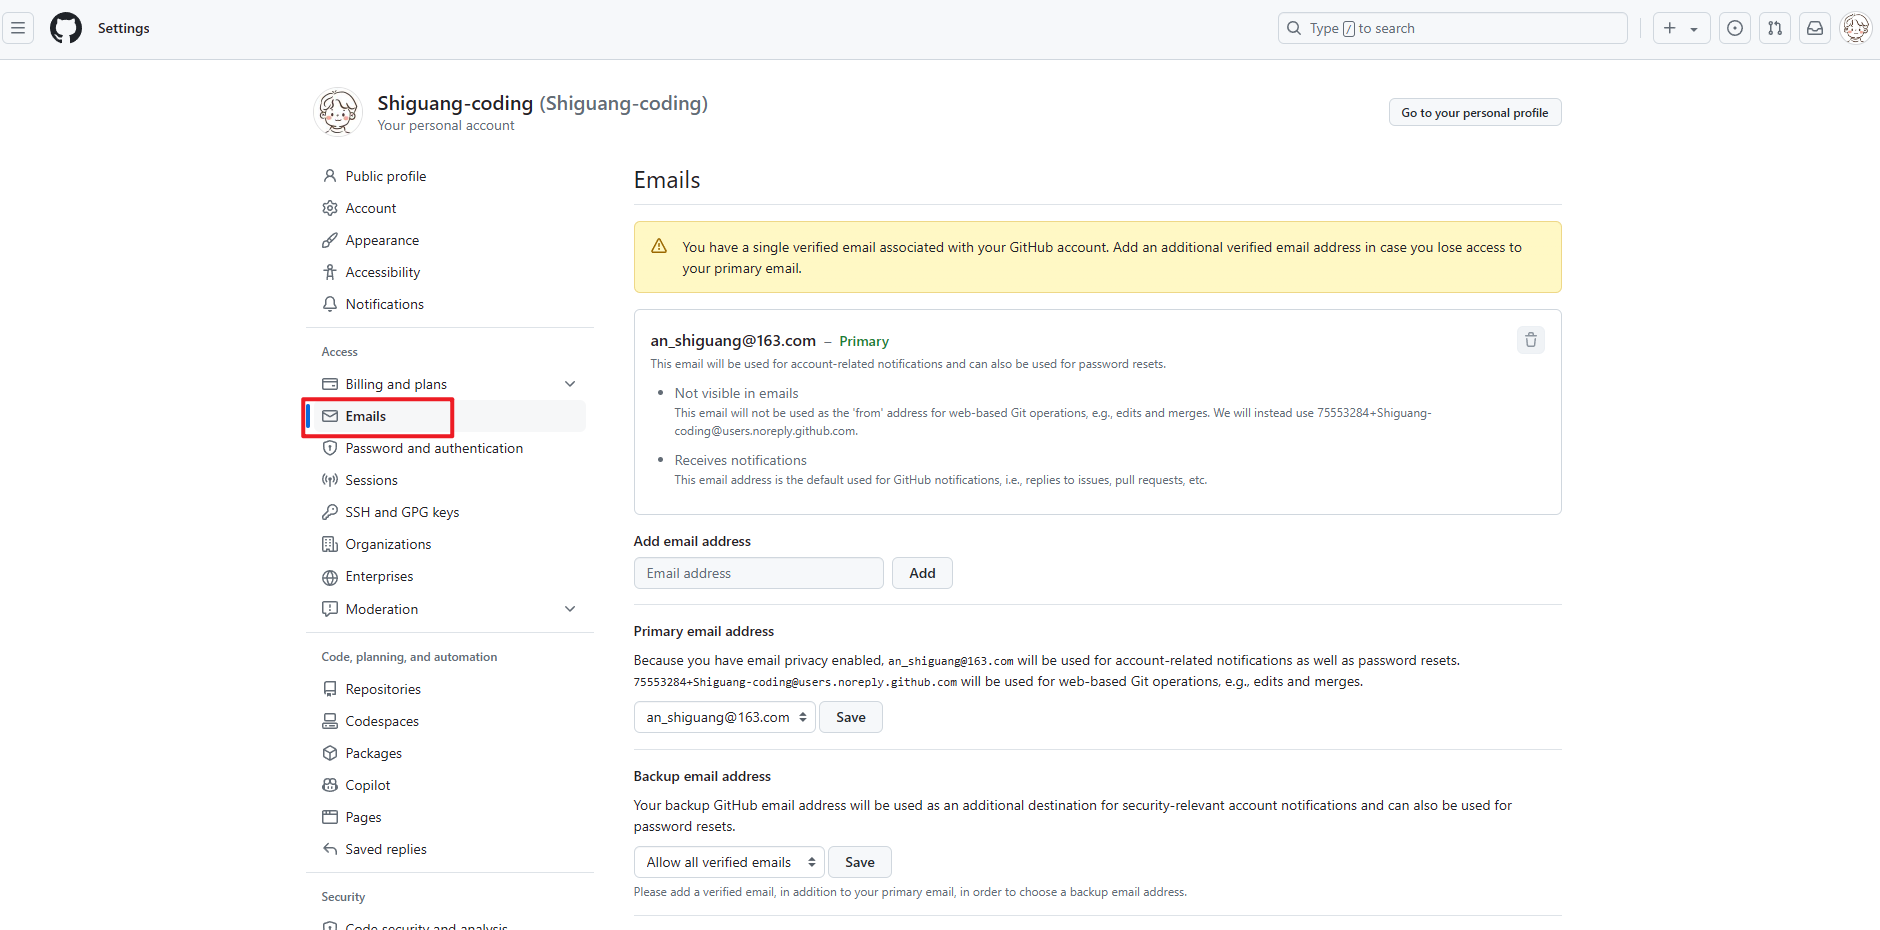 Settings
Type / to search
Shiguang-coding (Shiguang-coding)
Your personal account
Go to your personal profile
Public profile
Account
Appearance
Accessibility
Notifications
Access
Billing and plans
Emails
Password and authentication
Sessions
SSH and GPG keys
Organizations
Enterprises
Moderation
Code, planning, and automation
Repositories
Codespaces
Packages
Copilot
Pages
Saved replies
Security
Code security and analysis
Emails
You have a single verified email associated with your GitHub account. Add an additional verified email address in case you lose access to
your primary email.
an_shiguang@163.com – Primary
This email will be used for account-related notifications and can also be used for password resets.
Not visible in emails
This email will not be used as the 'from' address for web-based Git operations, e.g., edits and merges. We will instead use 75553284+Shiguang-
coding@users.noreply.github.com.
Receives notifications
This email address is the default used for GitHub notifications, i.e., replies to issues, pull requests, etc.
Add email address
Email address
Add
Primary email address
Because you have email privacy enabled, an_shiguang@163.com will be used for account-related notifications as well as password resets.
75553284+Shiguang-coding@users.noreply.github.com will be used for web-based Git operations, e.g., edits and merges.
an_shiguang@163.com
Save
Backup email address
Your backup GitHub email address will be used as an additional destination for security-relevant account notifications and can also be used for
password resets.
Allow all verified emails
Save
Please add a verified email, in addition to your primary email, in order to choose a backup email address.